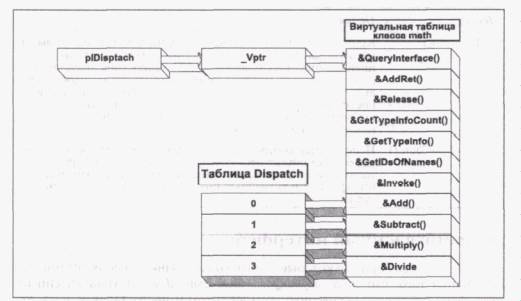 Виртуальная таблица
класса math
pIDisptach
_Vptr
&QueryInterface()
&AddRet()
&Release()
&GetTypeInfoCount()
&GetTypeInfo()
&GetIDsOfNames()
&Invoke()
Таблица Dispatch
0
&Add()
1
&Subtract()
2
&Multiply()
3
&Divide